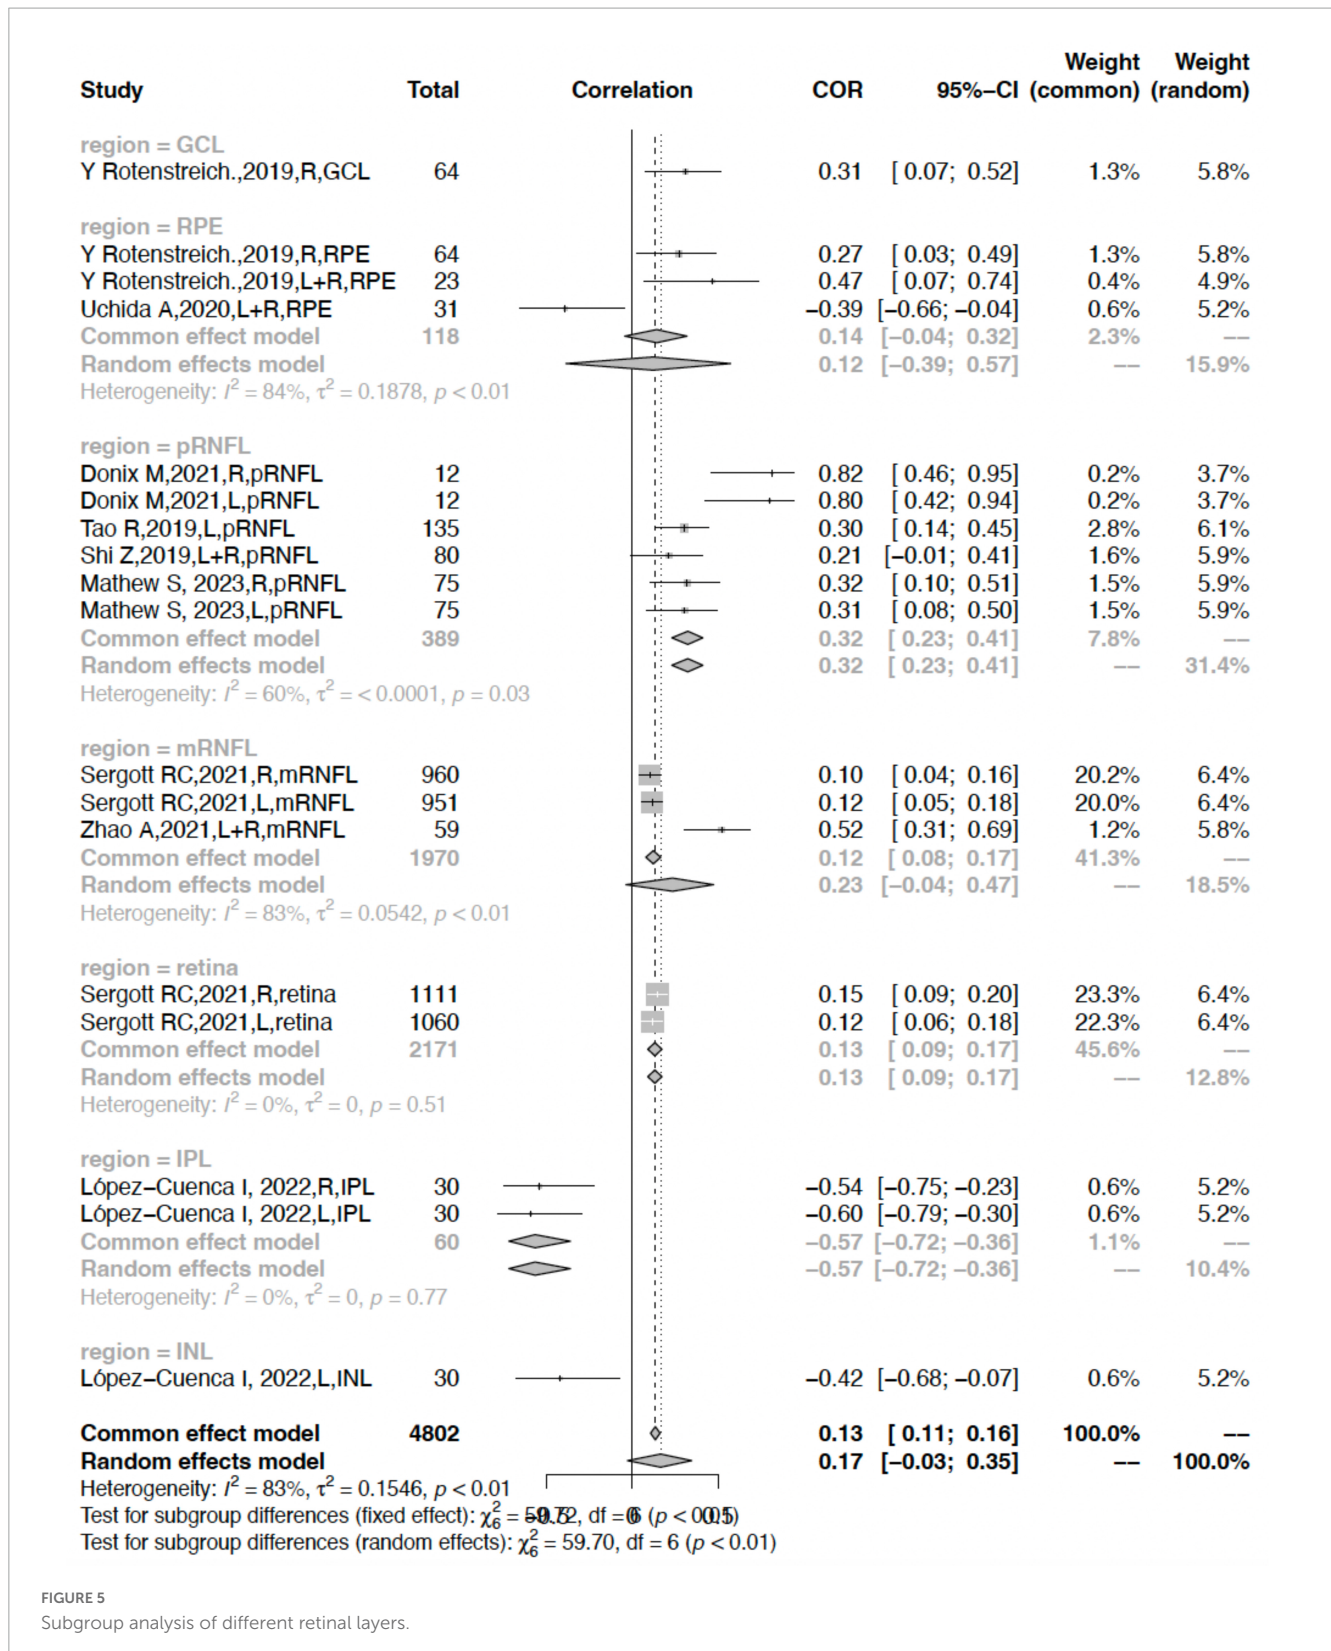 Weight Weight
Study Total Correlation COR 95%–CI (common) (random)
region = GCL
Y Rotenstreich.,2019,R,GCL 64 0.31 [ 0.07; 0.52] 1.3% 5.8%
region = RPE
Y Rotenstreich.,2019,R,RPE 64 0.27 [ 0.03; 0.49] 1.3% 5.8%
Y Rotenstreich.,2019,L+R,RPE 23 0.47 [ 0.07; 0.74] 0.4% 4.9%
Uchida A,2020,L+R,RPE 31 −0.39 [−0.66; −0.04] 0.6% 5.2%
Common effect model 118 0.14 [−0.04; 0.32] 2.3% −−
Random effects model 0.12 [−0.39; 0.57] −− 15.9%
Heterogeneity: I² = 84%, τ² = 0.1878, p < 0.01
region = pRNFL
Donix M,2021,R,pRNFL 12 0.82 [ 0.46; 0.95] 0.2% 3.7%
Donix M,2021,L,pRNFL 12 0.80 [ 0.42; 0.94] 0.2% 3.7%
Tao R,2019,L,pRNFL 135 0.30 [ 0.14; 0.45] 2.8% 6.1%
Shi Z,2019,L+R,pRNFL 80 0.21 [−0.01; 0.41] 1.6% 5.9%
Mathew S, 2023,R,pRNFL 75 0.32 [ 0.10; 0.51] 1.5% 5.9%
Mathew S, 2023,L,pRNFL 75 0.31 [ 0.08; 0.50] 1.5% 5.9%
Common effect model 389 0.32 [ 0.23; 0.41] 7.8% −−
Random effects model 0.32 [ 0.23; 0.41] −− 31.4%
Heterogeneity: I² = 60%, τ² = < 0.0001, p = 0.03
region = mRNFL
Sergott RC,2021,R,mRNFL 960 0.10 [ 0.04; 0.16] 20.2% 6.4%
Sergott RC,2021,L,mRNFL 951 0.12 [ 0.05; 0.18] 20.0% 6.4%
Zhao A,2021,L+R,mRNFL 59 0.52 [ 0.31; 0.69] 1.2% 5.8%
Common effect model 1970 0.12 [ 0.08; 0.17] 41.3% −−
Random effects model 0.23 [−0.04; 0.47] −− 18.5%
Heterogeneity: I² = 83%, τ² = 0.0542, p < 0.01
region = retina
Sergott RC,2021,R,retina 1111 0.15 [ 0.09; 0.20] 23.3% 6.4%
Sergott RC,2021,L,retina 1060 0.12 [ 0.06; 0.18] 22.3% 6.4%
Common effect model 2171 0.13 [ 0.09; 0.17] 45.6% −−
Random effects model 0.13 [ 0.09; 0.17] −− 12.8%
Heterogeneity: I² = 0%, τ² = 0, p = 0.51
region = IPL
López−Cuenca I, 2022,R,IPL 30 −0.54 [−0.75; −0.23] 0.6% 5.2%
López−Cuenca I, 2022,L,IPL 30 −0.60 [−0.79; −0.30] 0.6% 5.2%
Common effect model 60 −0.57 [−0.72; −0.36] 1.1% −−
Random effects model −0.57 [−0.72; −0.36] −− 10.4%
Heterogeneity: I² = 0%, τ² = 0, p = 0.77
region = INL
López−Cuenca I, 2022,L,INL 30 −0.42 [−0.68; −0.07] 0.6% 5.2%
Common effect model 4802 0.13 [ 0.11; 0.16] 100.0% −−
Random effects model 0.17 [−0.03; 0.35] −− 100.0%
Heterogeneity: I² = 83%, τ² = 0.1546, p < 0.01
Test for subgroup differences (fixed effect): χ²₆ = , df = 6 (p <
Test for subgroup differences (random effects): χ²₆ = 59.70, df = 6 (p < 0.01)
FIGURE 5
Subgroup analysis of different retinal layers.